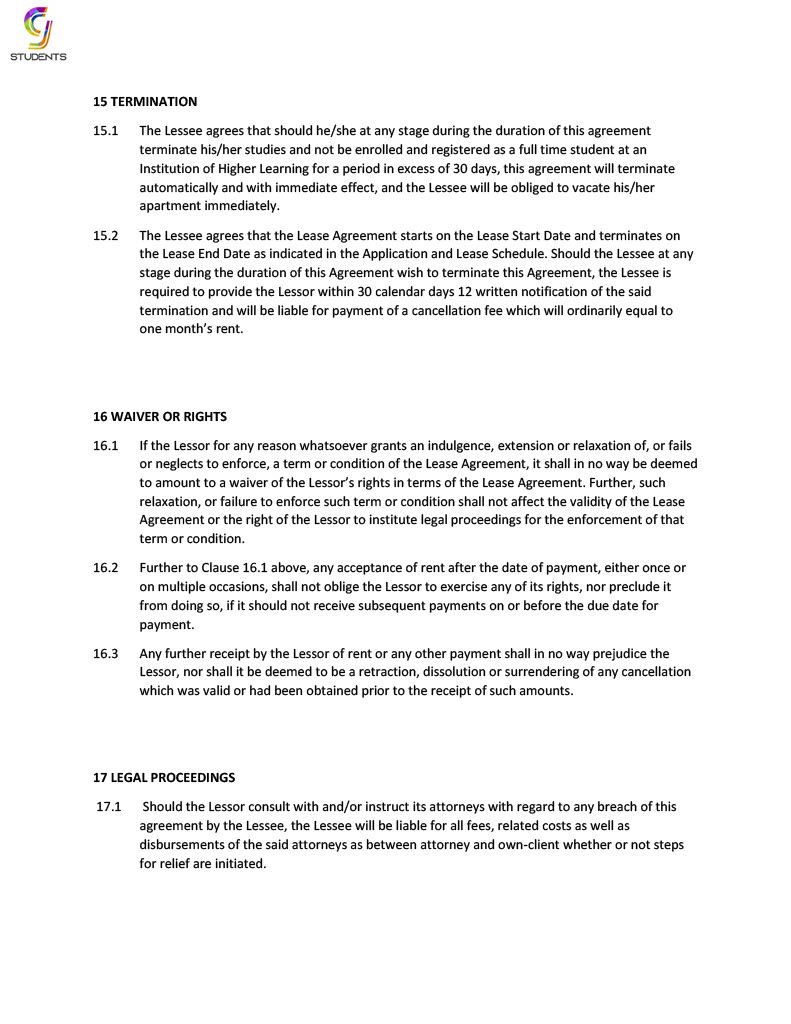 STUDENTS
15 TERMINATION
15.1 The Lessee agrees that should he/she at any stage during the duration of this agreement
terminate his/her studies and not be enrolled and registered as a full time student at an
Institution of Higher Learning for a period in excess of 30 days, this agreement will terminate
automatically and with immediate effect, and the Lessee will be obliged to vacate his/her
apartment immediately.
15.2 The Lessee agrees that the Lease Agreement starts on the Lease Start Date and terminates on
the Lease End Date as indicated in the Application and Lease Schedule. Should the Lessee at any
stage during the duration of this Agreement wish to terminate this Agreement, the Lessee is
required to provide the Lessor within 30 calendar days 12 written notification of the said
termination and will be liable for payment of a cancellation fee which will ordinarily equal to
one month’s rent.
16 WAIVER OR RIGHTS
16.1 If the Lessor for any reason whatsoever grants an indulgence, extension or relaxation of, or fails
or neglects to enforce, a term or condition of the Lease Agreement, it shall in no way be deemed
to amount to a waiver of the Lessor’s rights in terms of the Lease Agreement. Further, such
relaxation, or failure to enforce such term or condition shall not affect the validity of the Lease
Agreement or the right of the Lessor to institute legal proceedings for the enforcement of that
term or condition.
16.2 Further to Clause 16.1 above, any acceptance of rent after the date of payment, either once or
on multiple occasions, shall not oblige the Lessor to exercise any of its rights, nor preclude it
from doing so, if it should not receive subsequent payments on or before the due date for
payment.
16.3 Any further receipt by the Lessor of rent or any other payment shall in no way prejudice the
Lessor, nor shall it be deemed to be a retraction, dissolution or surrendering of any cancellation
which was valid or had been obtained prior to the receipt of such amounts.
17 LEGAL PROCEEDINGS
17.1 Should the Lessor consult with and/or instruct its attorneys with regard to any breach of this
agreement by the Lessee, the Lessee will be liable for all fees, related costs as well as
disbursements of the said attorneys as between attorney and own-client whether or not steps
for relief are initiated.